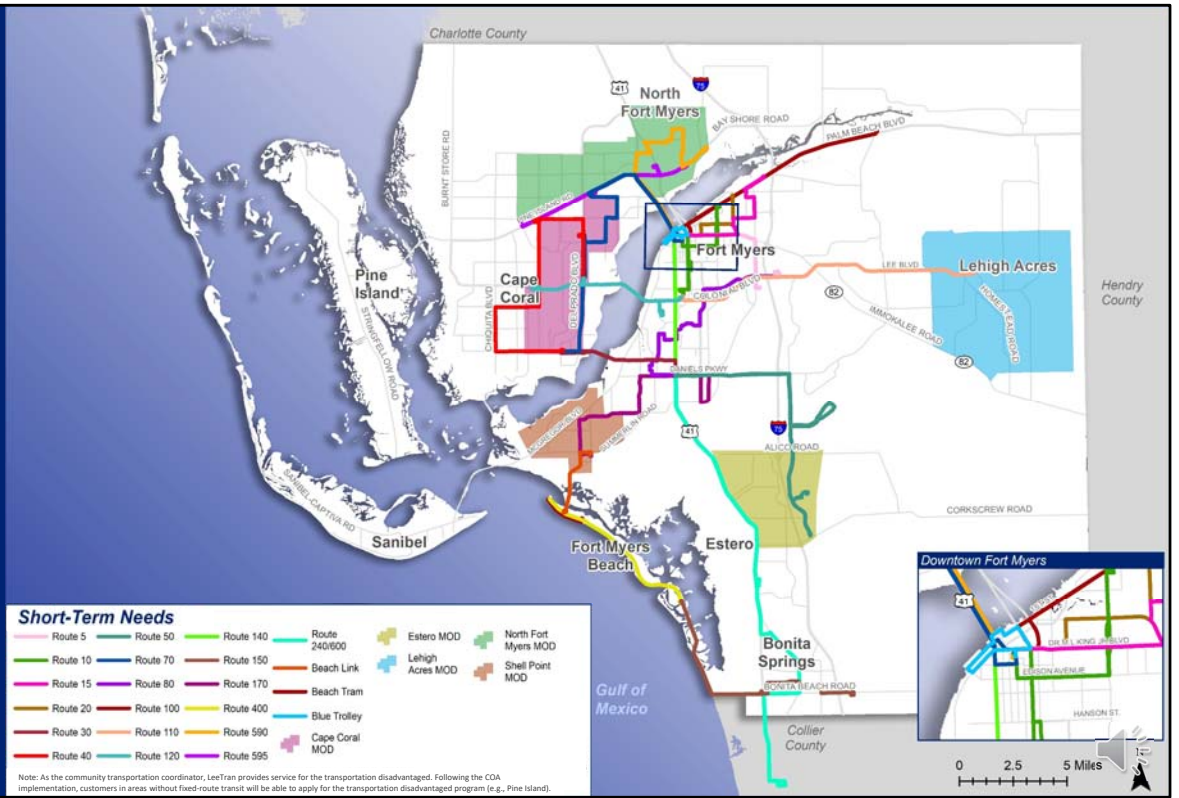 Charlotte County
41
75
North
Fort Myers
BAY SHORE ROAD
PALM BEACH BLVD
BURNT STORE RD
PINE ISLAND RD
Fort Myers
Pine
Island
Cape
Coral
CHIQUITA BLVD
DEL PRADO BLVD
COLONIAL BLVD
LEE BLVD
Lehigh Acres
82
IMMOKALEE ROAD
HOMESTEAD ROAD
82
Hendry
County
STRINGFELLOW ROAD
DANIELS PKWY
MCGREGOR BLVD
SUMMERLIN ROAD
41
75
ALICO ROAD
SANIBEL-CAPTIVA RD
Sanibel
CORKSCREW ROAD
Fort Myers
Beach
Estero
Bonita
Springs
BONITA BEACH ROAD
Gulf of
Mexico
Collier
County
Downtown Fort Myers
41
DR M L KING JR BLVD
EDISON AVENUE
HANSON ST.
0 2.5 5 Miles
Short-Term Needs
Route 5
Route 10
Route 15
Route 20
Route 30
Route 40
Route 50
Route 70
Route 80
Route 100
Route 110
Route 120
Route 140
Route 150
Route 170
Route 400
Route 590
Route 595
Route
240/600
Beach Link
Beach Tram
Blue Trolley
Cape Coral
MOD
Estero MOD
Lehigh
Acres MOD
North Fort
Myers MOD
Shell Point
MOD
Note: As the community transportation coordinator, LeeTran provides service for the transportation disadvantaged. Following the COA
implementation, customers in areas without fixed-route transit will be able to apply for the transportation disadvantaged program (e.g., Pine Island).